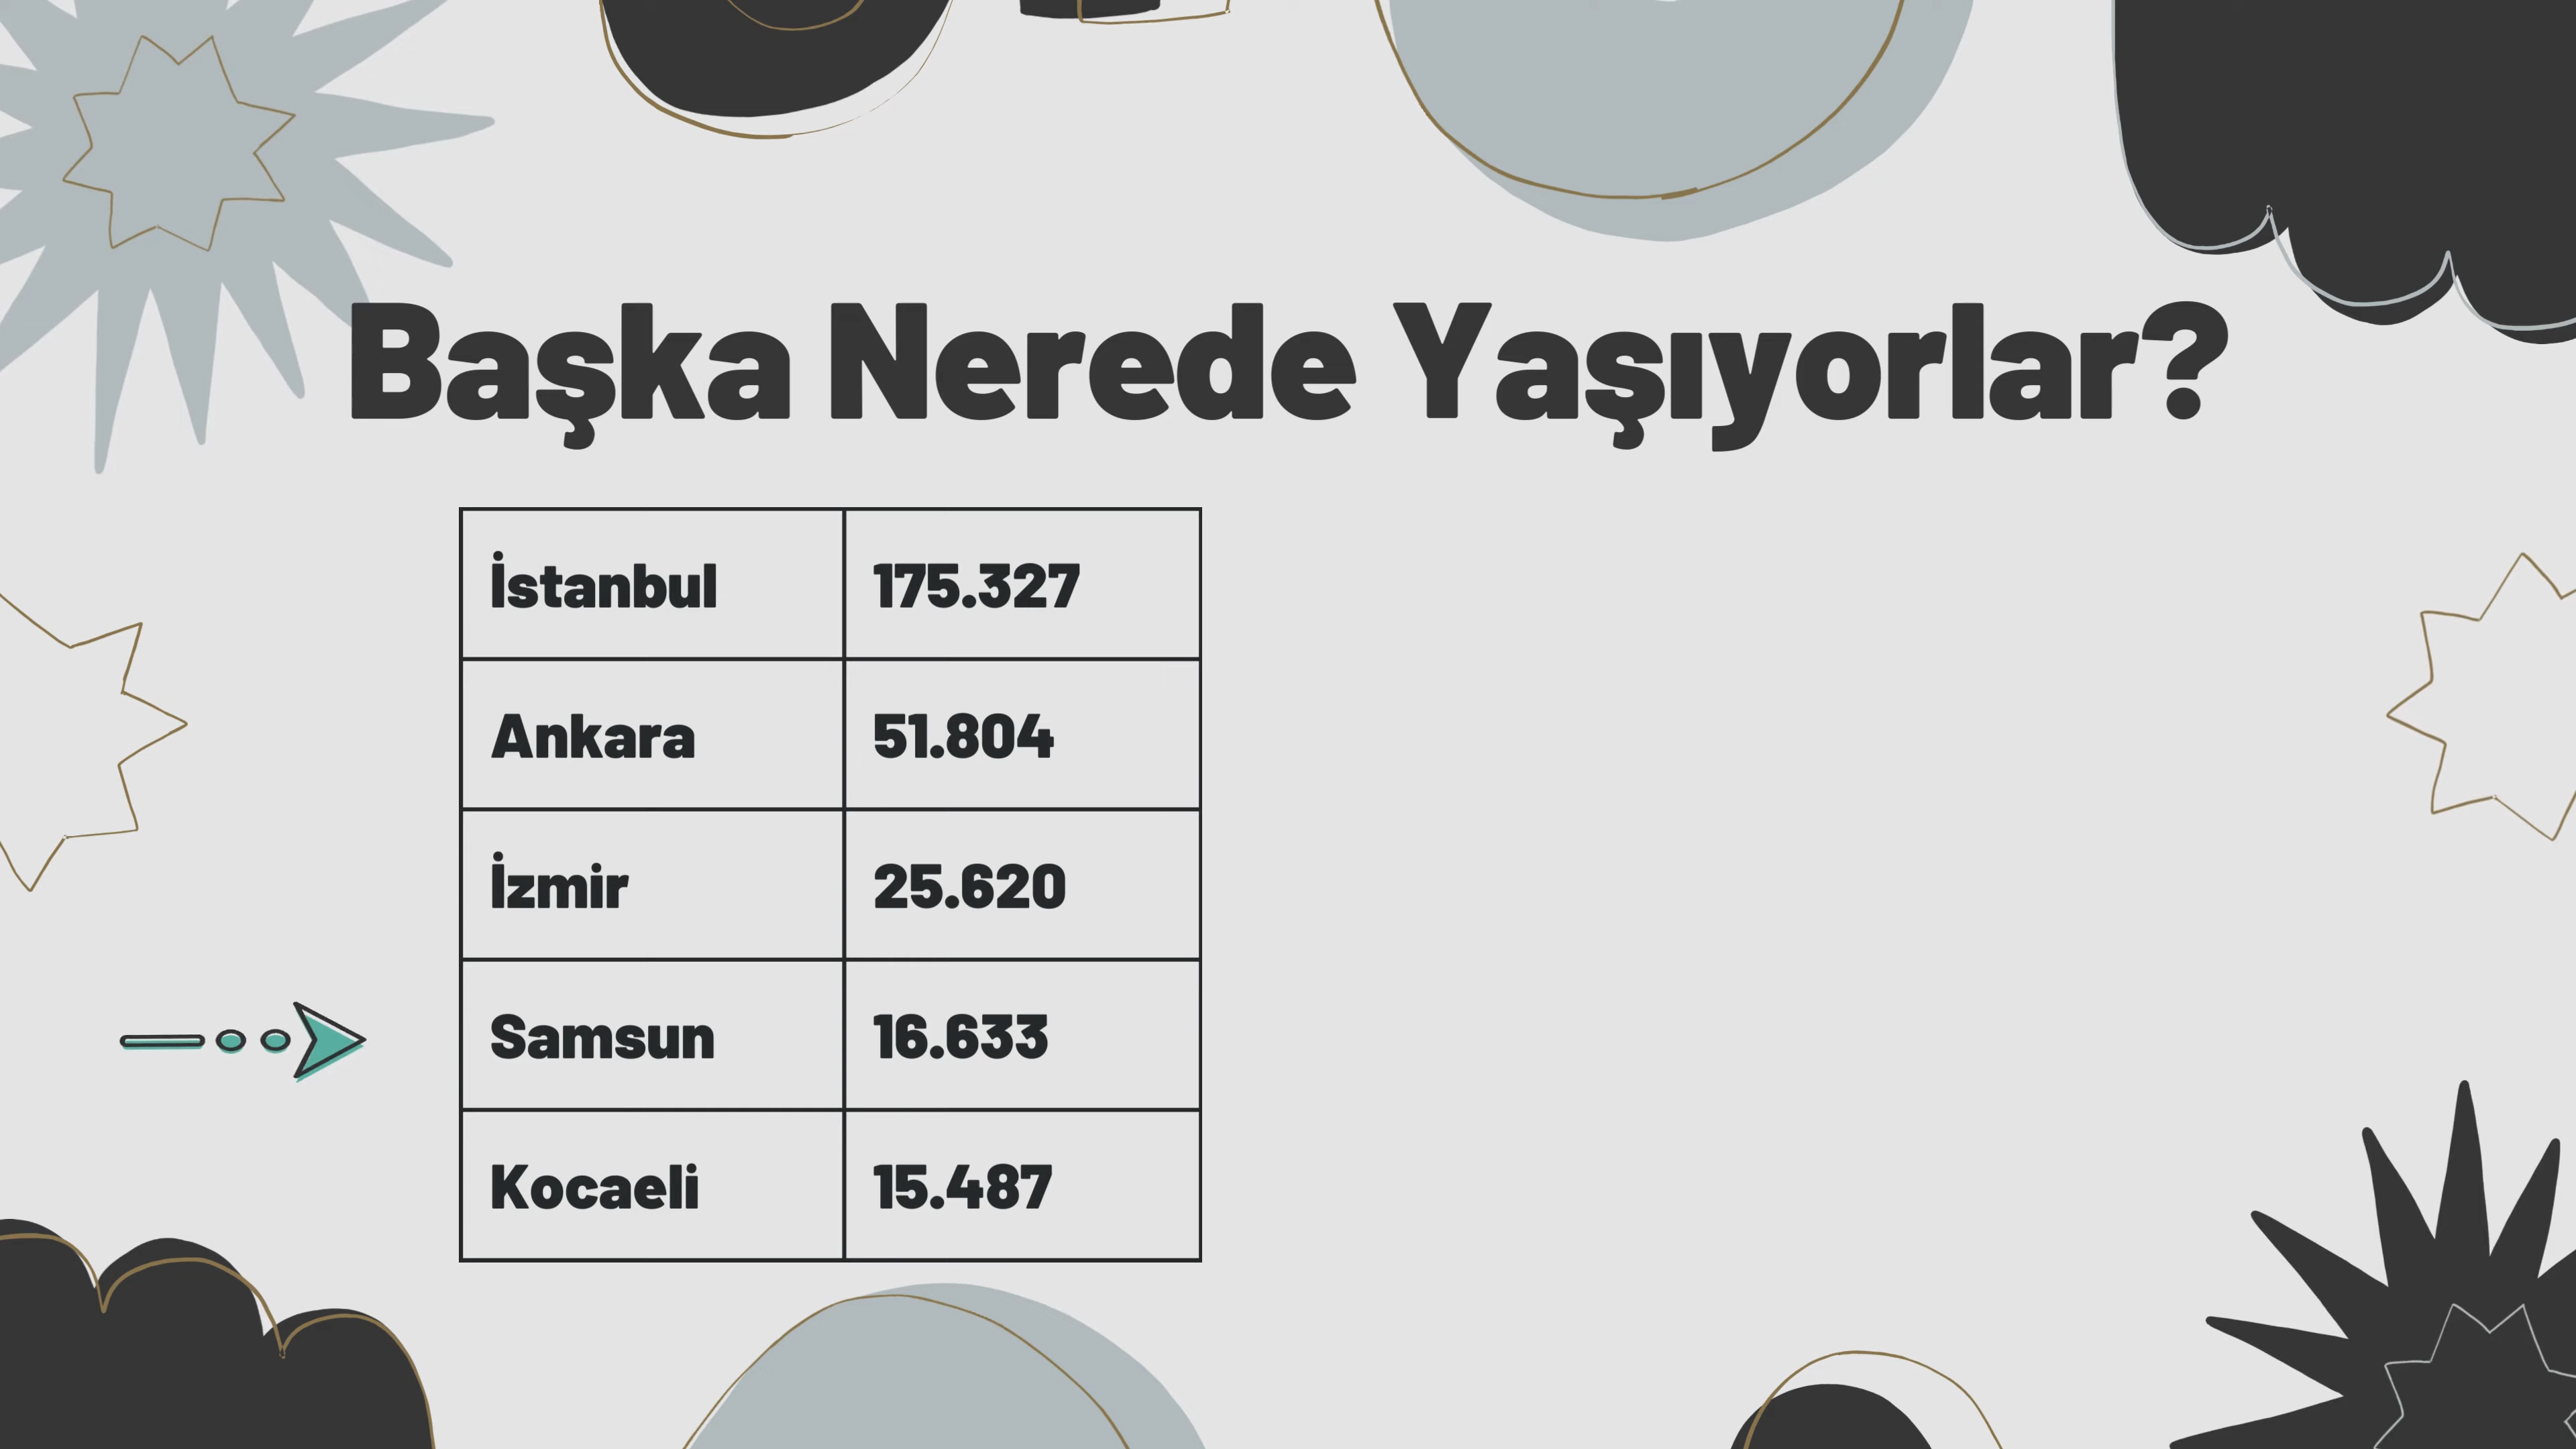 Başka Nerede Yaşıyorlar?
İstanbul 175.327
Ankara 51.804
İzmir 25.620
Samsun 16.633
Kocaeli 15.487